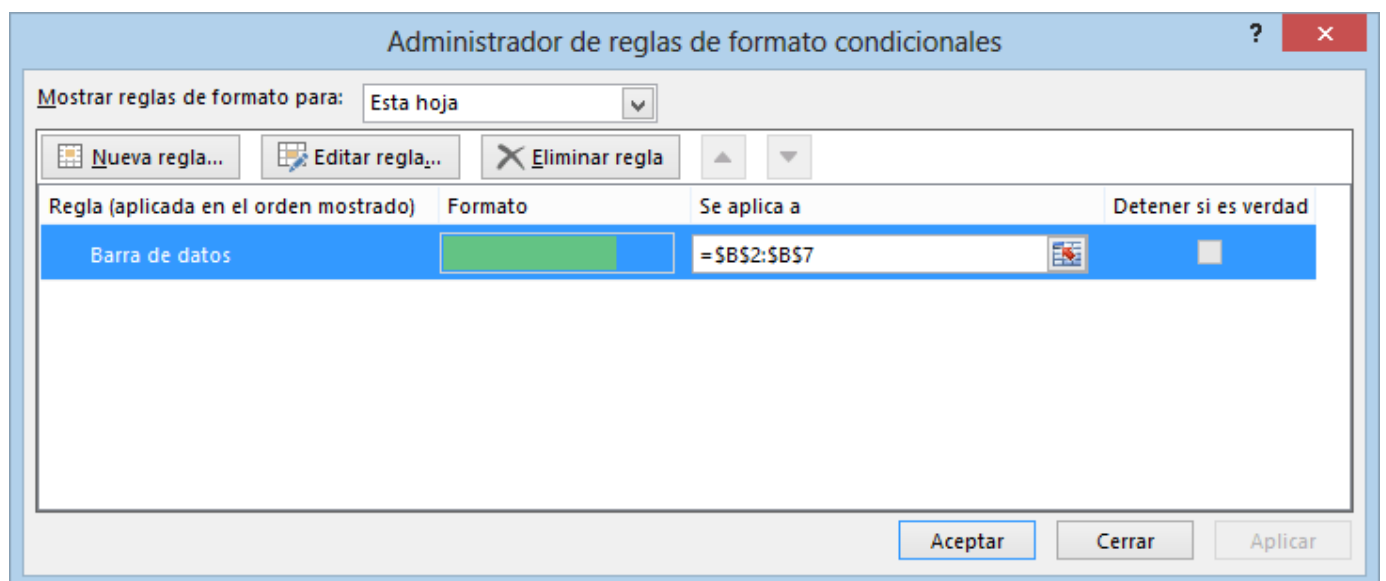 Administrador de reglas de formato condicionales
?
Mostrar reglas de formato para: Esta hoja
Nueva regla... Editar regla... Eliminar regla
Regla (aplicada en el orden mostrado) Formato Se aplica a Detener si es verdad
Barra de datos =$B$2:$B$7
Aceptar Cerrar Aplicar